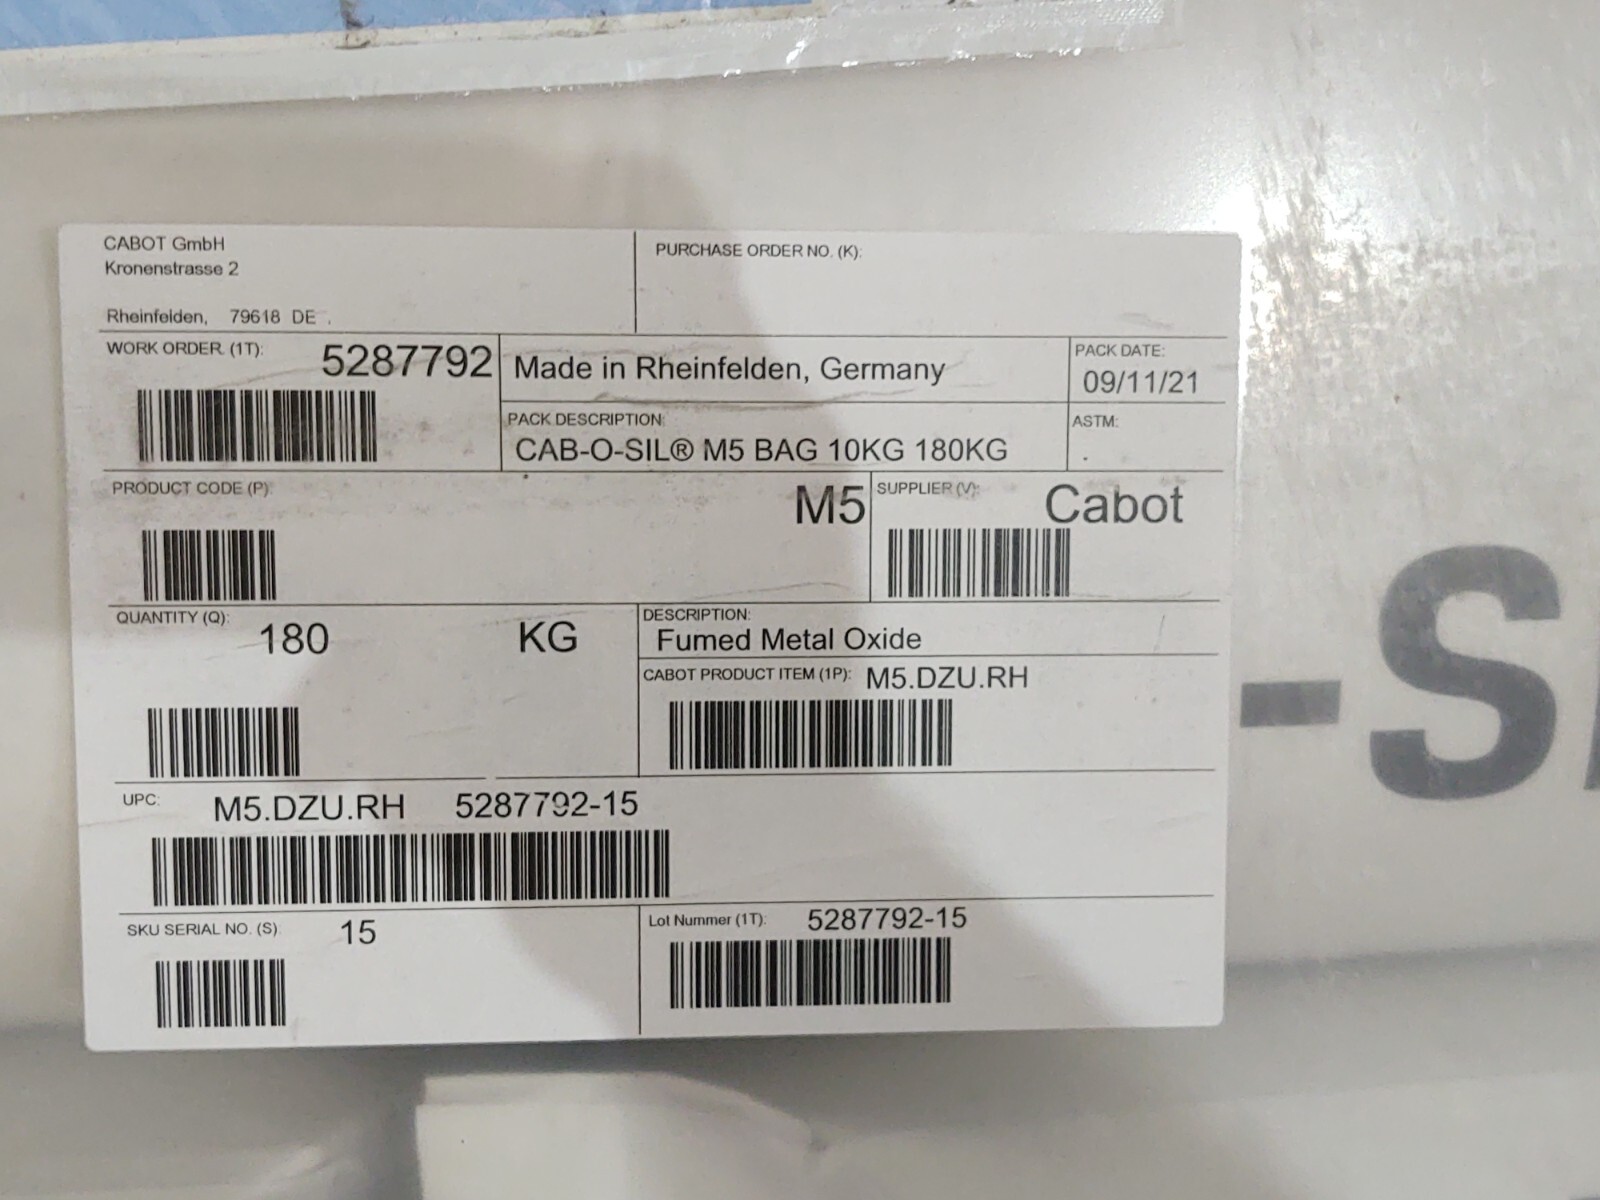 CABOT GmbH
Kronenstrasse 2
Rheinfelden, 79618 DE .
PURCHASE ORDER NO. (K):
WORK ORDER. (1T): 5287792
Made in Rheinfelden, Germany
PACK DATE:
09/11/21
PACK DESCRIPTION:
CAB-O-SIL® M5 BAG 10KG 180KG
ASTM:
.
PRODUCT CODE (P): M5
SUPPLIER (V): Cabot
QUANTITY (Q): 180 KG
DESCRIPTION:
Fumed Metal Oxide
CABOT PRODUCT ITEM (1P): M5.DZU.RH
UPC: M5.DZU.RH 5287792-15
SKU SERIAL NO. (S): 15
Lot Nummer (1T): 5287792-15
-S